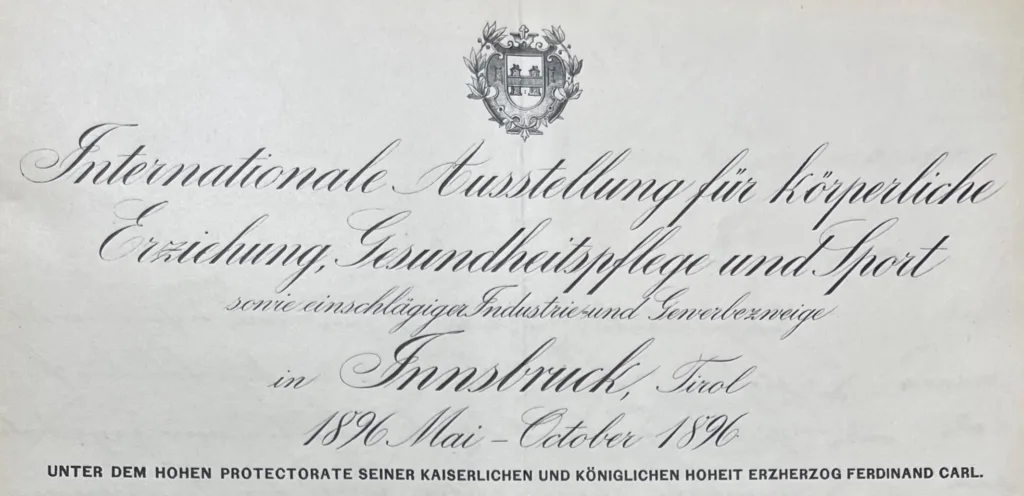 Internationale Ausstellung für körperliche
Erziehung, Gesundheitspflege und Sport
sowie einschlägiger Industrie- und Gewerbezweige
in Innsbruck, Tirol
1896 Mai – October 1896
UNTER DEM HOHEN PROTECTORATE SEINER KAISERLICHEN UND KÖNIGLICHEN HOHEIT ERZHERZOG FERDINAND CARL.